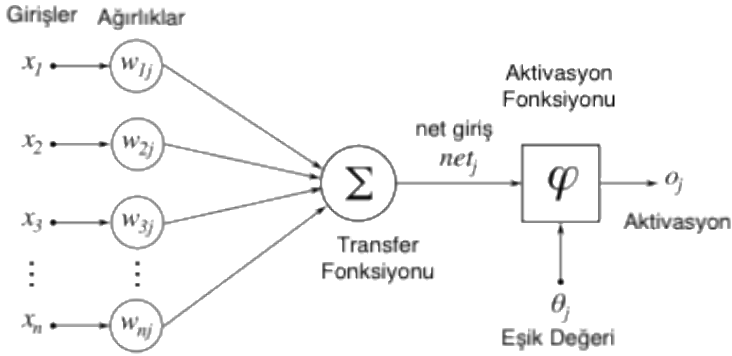 Girişler Ağırlıklar
x1 w1j
x2 w2j
x3 w3j
⋮ ⋮
xn wnj
Σ
Transfer
Fonksiyonu
net giriş
netj
Aktivasyon
Fonksiyonu
φ
oj
Aktivasyon
θj
Eşik Değeri